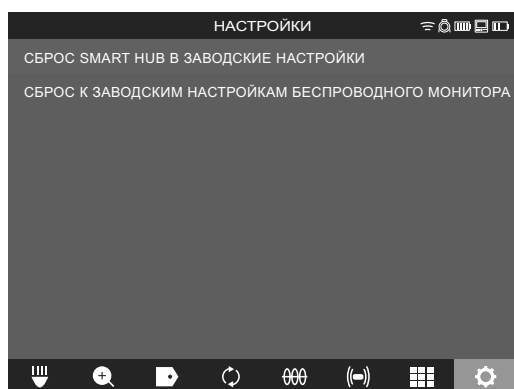 НАСТРОЙКИ
СБРОС SMART HUB В ЗАВОДСКИЕ НАСТРОЙКИ
СБРОС К ЗАВОДСКИМ НАСТРОЙКАМ БЕСПРОВОДНОГО МОНИТОРА